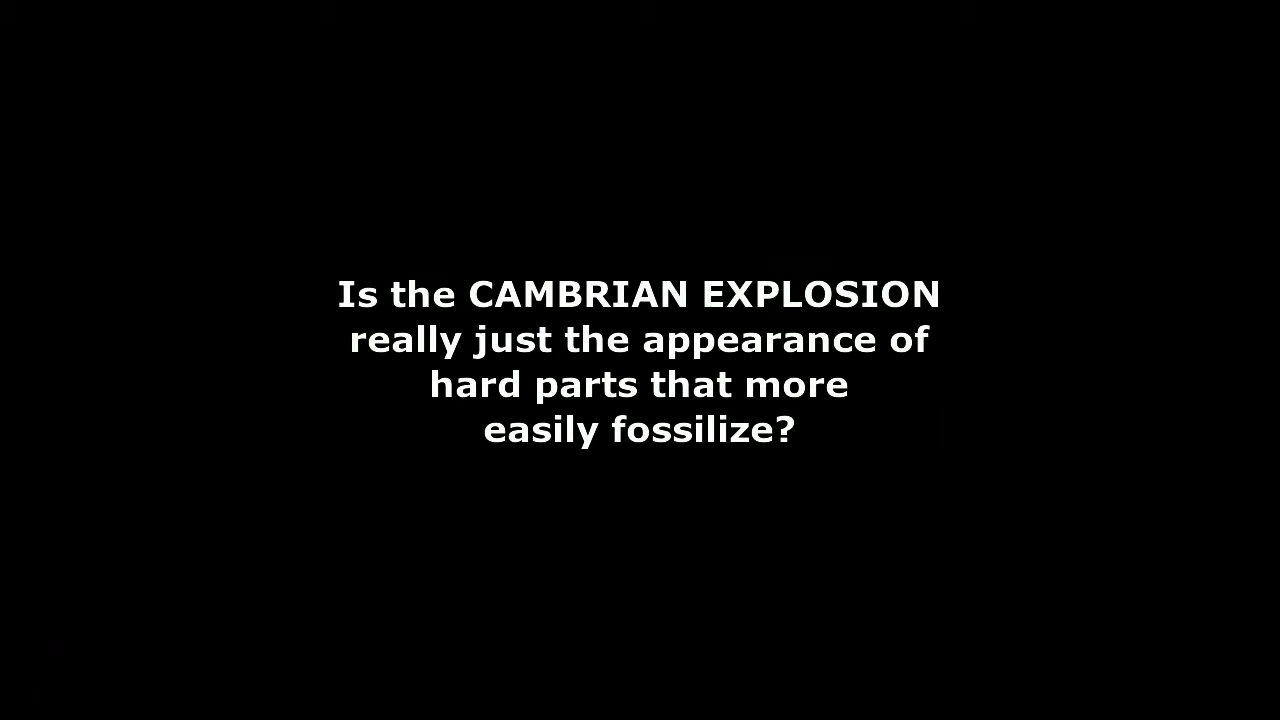 Is the CAMBRIAN EXPLOSION
really just the appearance of
hard parts that more
easily fossilize?